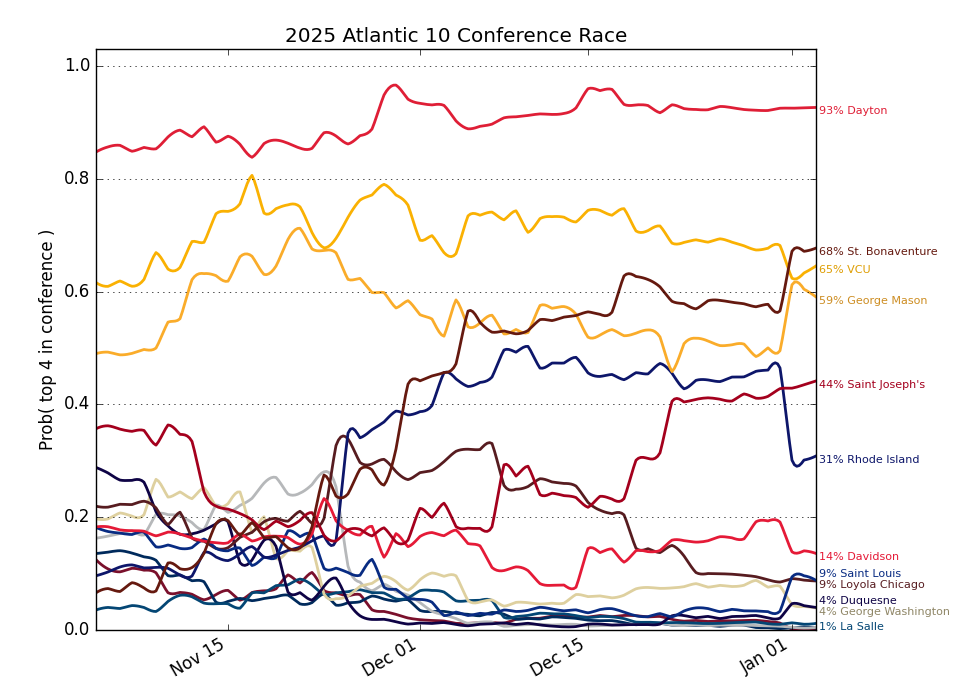 2025 Atlantic 10 Conference Race
Prob( top 4 in conference )
1.0
0.8
0.6
0.4
0.2
0.0
Nov 15
Dec 01
Dec 15
Jan 01
93% Dayton
68% St. Bonaventure
65% VCU
59% George Mason
44% Saint Joseph's
31% Rhode Island
14% Davidson
9% Saint Louis
9% Loyola Chicago
4% Duquesne
4% George Washington
1% La Salle